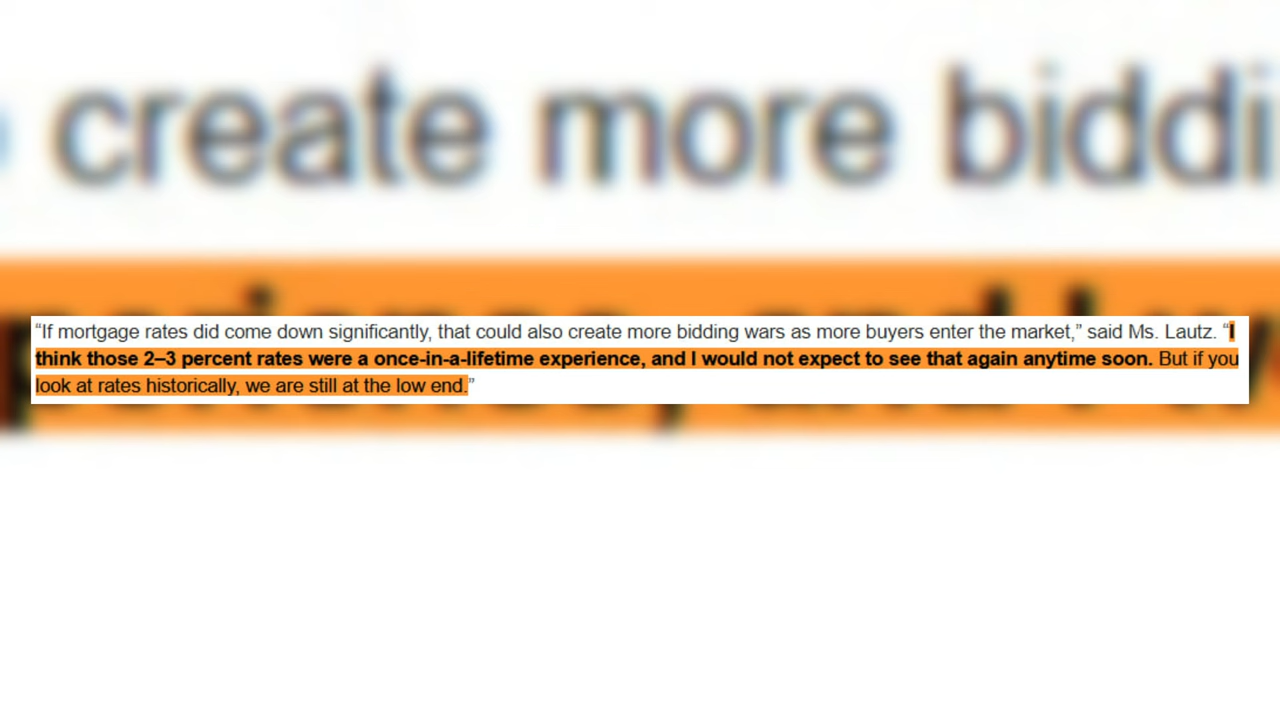 create more biddi
“If mortgage rates did come down significantly, that could also create more bidding wars as more buyers enter the market,” said Ms. Lautz. “I
think those 2–3 percent rates were a once-in-a-lifetime experience, and I would not expect to see that again anytime soon. But if you
look at rates historically, we are still at the low end.”